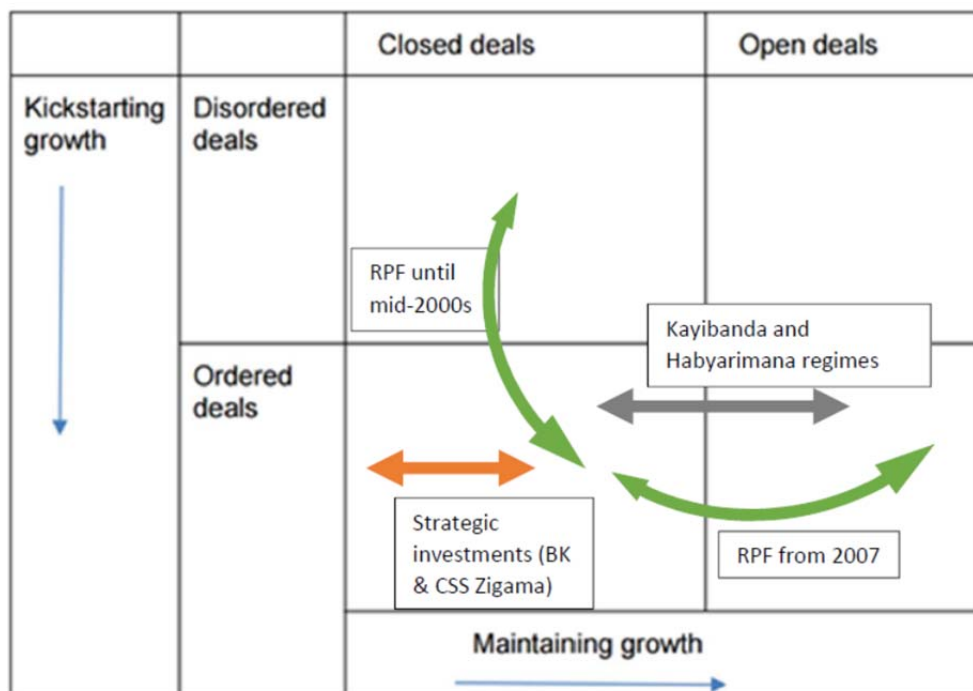 Closed deals
Open deals
Kickstarting
growth
Disordered
deals
RPF until
mid-2000s
Kayibanda and
Habyarimana regimes
Ordered
deals
Strategic
investments (BK
& CSS Zigama)
RPF from 2007
Maintaining growth